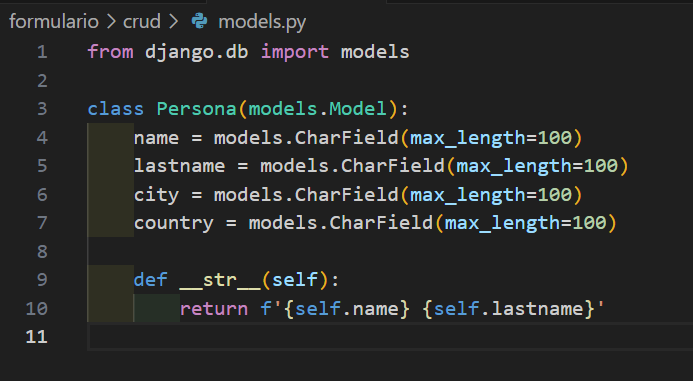 formulario > crud > models.py
1 from django.db import models
2
3 class Persona(models.Model):
4     name = models.CharField(max_length=100)
5     lastname = models.CharField(max_length=100)
6     city = models.CharField(max_length=100)
7     country = models.CharField(max_length=100)
8
9     def __str__(self):
10         return f'{self.name} {self.lastname}'
11